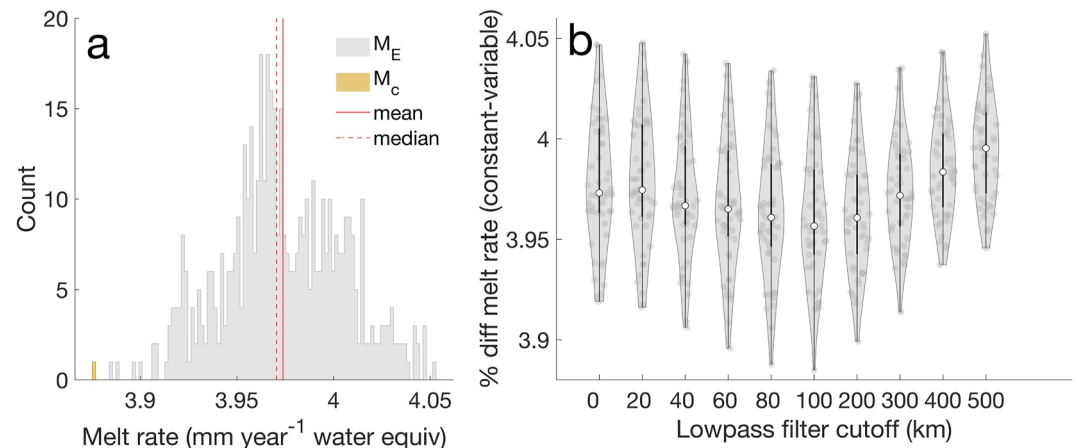 a
20
15
10
5
0
Count
M_E
M_c
mean
median
3.9
3.95
4
4.05
Melt rate (mm year⁻¹ water equiv)
b
4.05
4
3.95
3.9
% diff melt rate (constant-variable)
0 20 40 60 80 100 200 300 400 500
Lowpass filter cutoff (km)